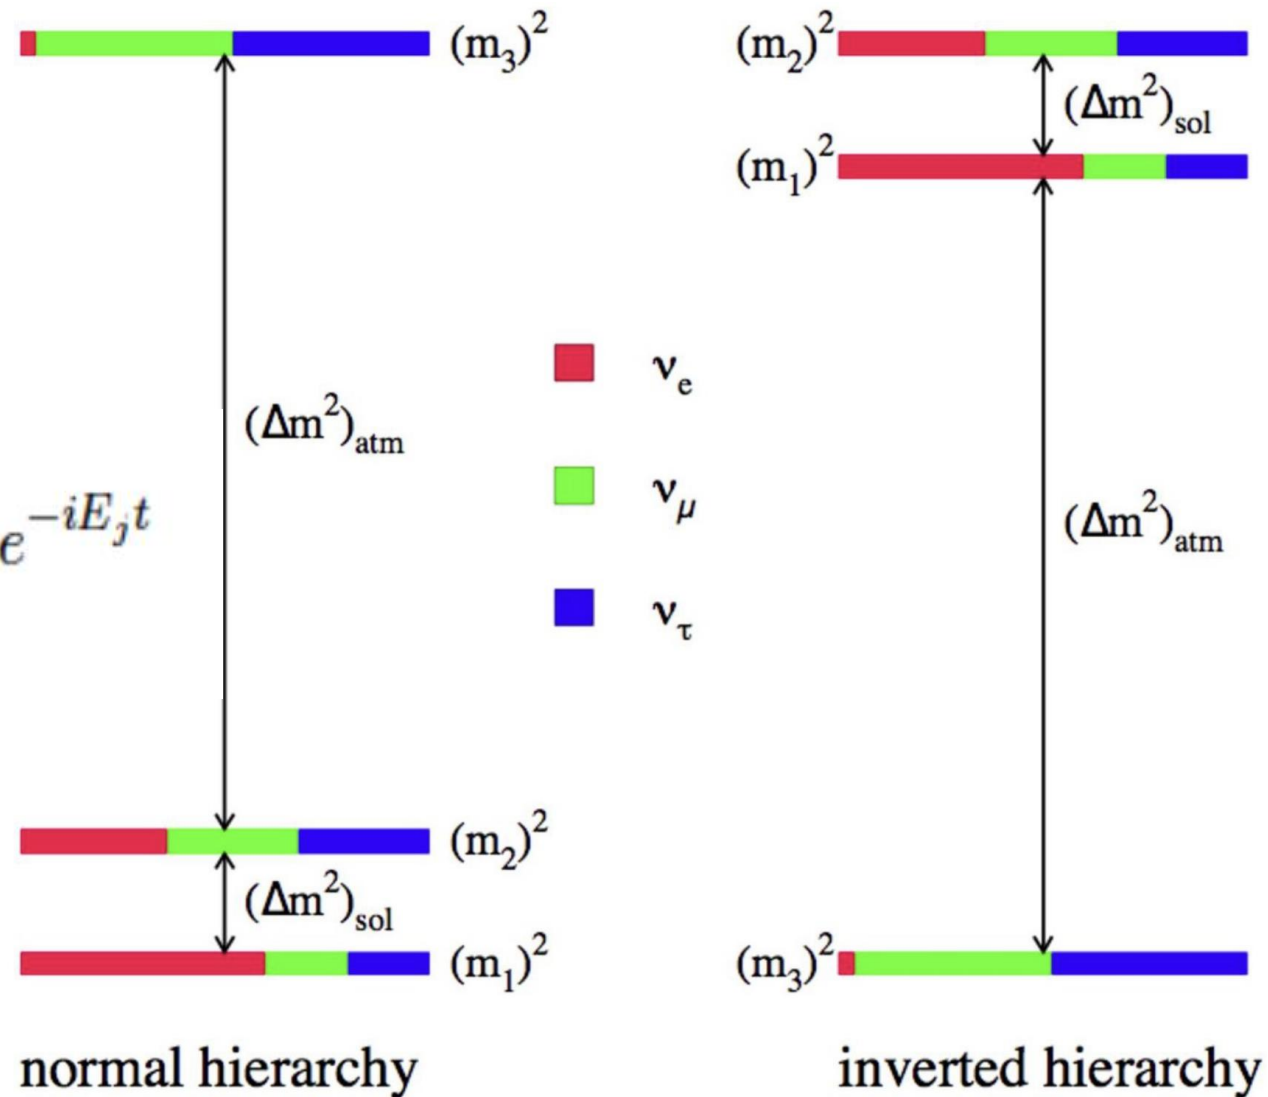 (m₃)²
(Δm²)atm
e^{-iE_j t}
(m₂)²
(Δm²)sol
(m₁)²
normal hierarchy
νe
νμ
ντ
(m₂)²
(Δm²)sol
(m₁)²
(Δm²)atm
(m₃)²
inverted hierarchy